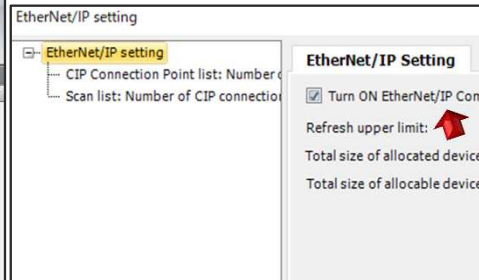 EtherNet/IP setting
EtherNet/IP setting
CIP Connection Point list: Number
Scan list: Number of CIP connection
EtherNet/IP Setting
Turn ON EtherNet/IP Con
Refresh upper limit:
Total size of allocated device
Total size of allocable device